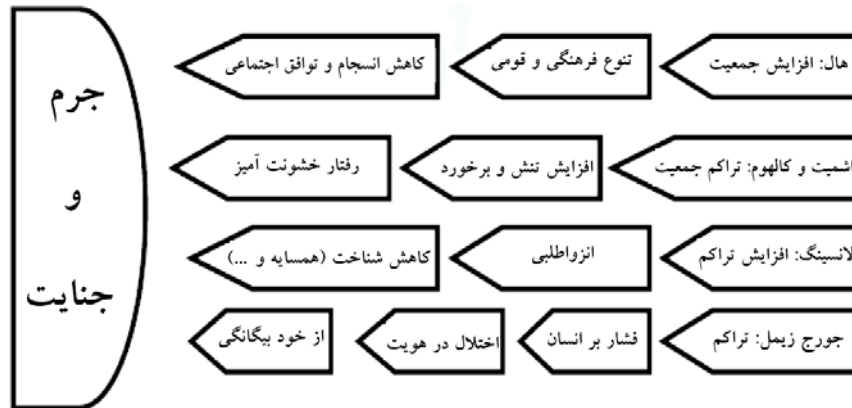 هال: افزایش جمعیت
تنوع فرهنگی و قومی
کاهش انسجام و توافق اجتماعی
اشمیت و کالهوم: تراکم جمعیت
افزایش تنش و برخورد
رفتار خشونت آمیز
لانسینگ: افزایش تراکم
انزواطلبی
کاهش شناخت (همسایه و ...)
جورج زیمل: تراکم
فشار بر انسان
اختلال در هویت
از خود بیگانگی
جرم
و
جنایت